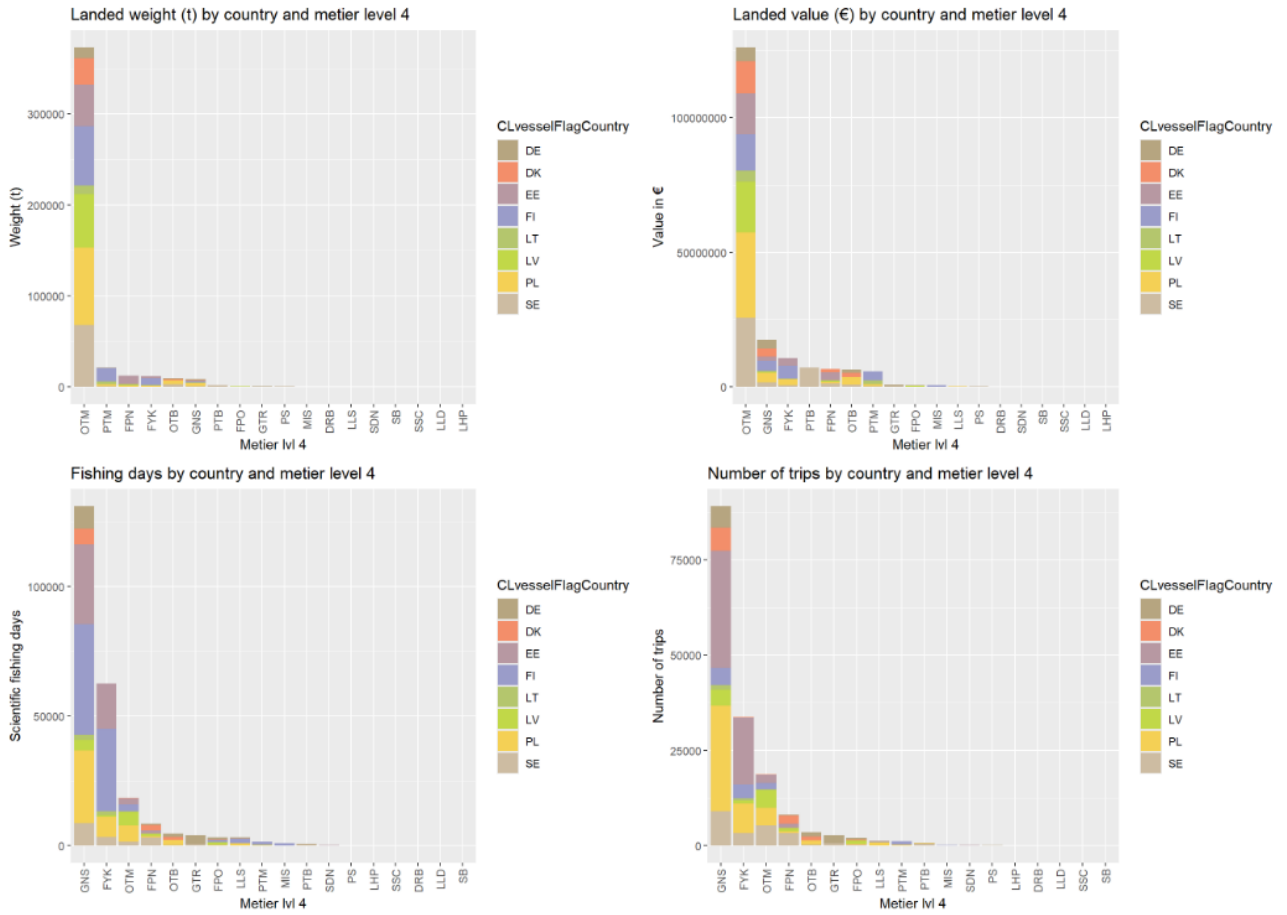 Landed weight (t) by country and metier level 4
Weight (t)
300000
200000
100000
0
OTM PTM FPN FYK OTB GNS PTB FPO GTR PS MIS DRB LLS SDN SB SSC LLD LHP
Metier lvl 4
CLvesselFlagCountry
DE
DK
EE
FI
LT
LV
PL
SE
Landed value (€) by country and metier level 4
Value in €
100000000
50000000
0
OTM GNS FYK PTB FPN OTB PTM GTR FPO MIS LLS PS DRB SDN SB SSC LLD LHP
Metier lvl 4
CLvesselFlagCountry
DE
DK
EE
FI
LT
LV
PL
SE
Fishing days by country and metier level 4
Scientific fishing days
100000
50000
0
GNS FYK OTM FPN OTB GTR FPO LLS PTM MIS PTB SDN PS LHP SSC DRB LLD SB
Metier lvl 4
CLvesselFlagCountry
DE
DK
EE
FI
LT
LV
PL
SE
Number of trips by country and metier level 4
Number of trips
75000
50000
25000
0
GNS FYK OTM FPN OTB GTR FPO LLS PTM PTB MIS SDN PS LHP DRB LLD SSC SB
Metier lvl 4
CLvesselFlagCountry
DE
DK
EE
FI
LT
LV
PL
SE